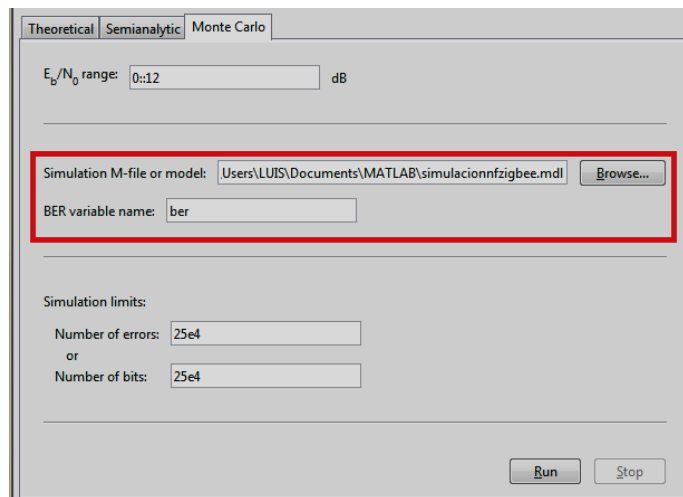 Theoretical Semianalytic Monte Carlo
Eb/N0 range: 0::12 dB
Simulation M-file or model: .Users\LUIS\Documents\MATLAB\simulacionnfzigbee.mdl Browse...
BER variable name: ber
Simulation limits:
Number of errors: 25e4
or
Number of bits: 25e4
Run Stop